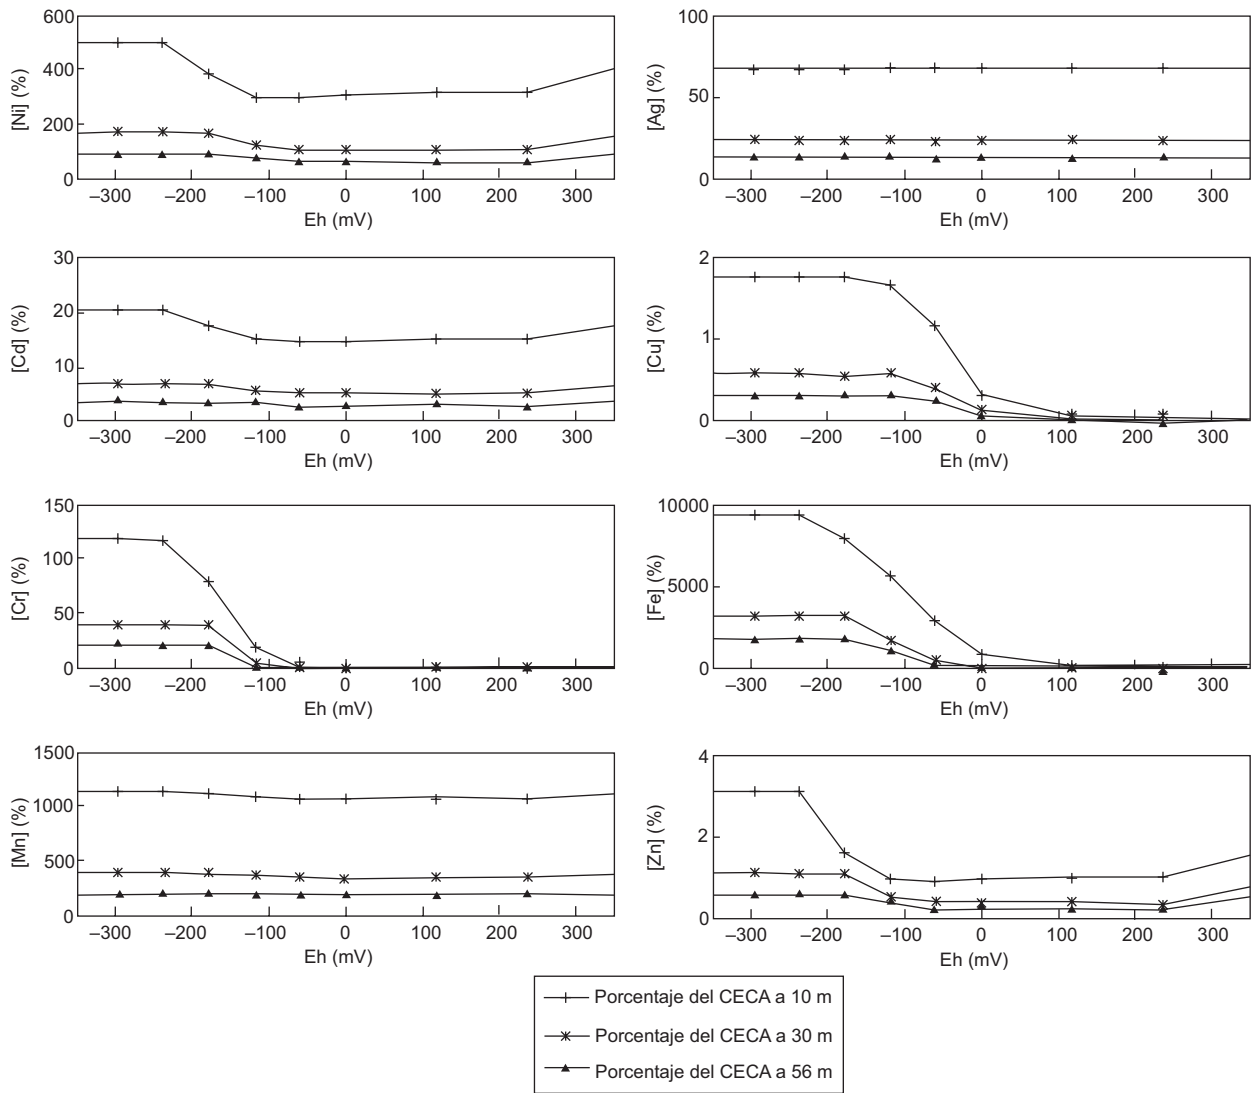 600
400
200
0
[Ni] (%)
–300 –200 –100 0 100 200 300
Eh (mV)
100
50
0
[Ag] (%)
–300 –200 –100 0 100 200 300
Eh (mV)
30
20
10
0
[Cd] (%)
–300 –200 –100 0 100 200 300
Eh (mV)
2
1
0
[Cu] (%)
–300 –200 –100 0 100 200 300
Eh (mV)
150
100
50
0
[Cr] (%)
–300 –200 –100 0 100 200 300
Eh (mV)
10000
5000
0
[Fe] (%)
–300 –200 –100 0 100 200 300
Eh (mV)
1500
1000
500
0
[Mn] (%)
–300 –200 –100 0 100 200 300
Eh (mV)
4
2
0
[Zn] (%)
–300 –200 –100 0 100 200 300
Eh (mV)
Porcentaje del CECA a 10 m
Porcentaje del CECA a 30 m
Porcentaje del CECA a 56 m